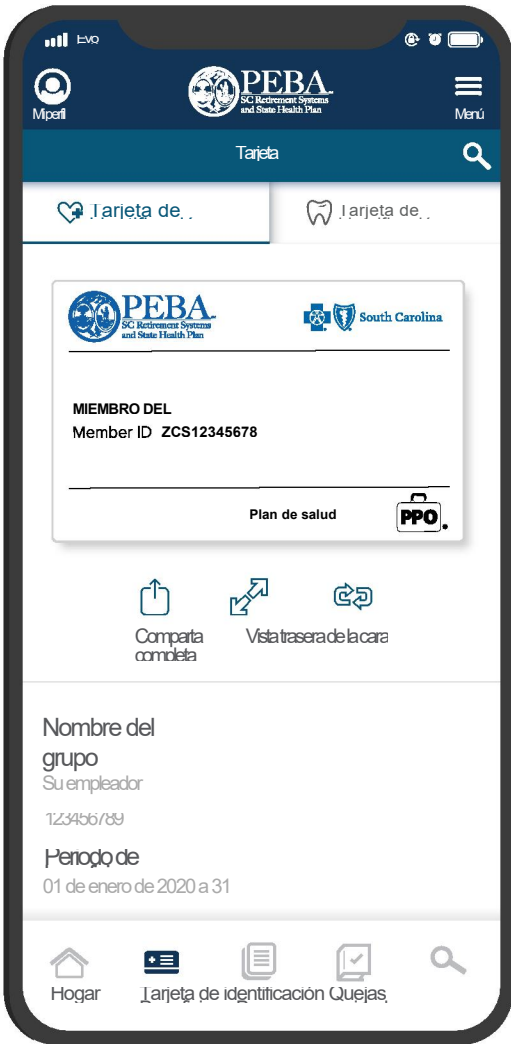 Evo
Mi perfil
PEBA
SC Retirement Systems
and State Health Plan
Menú
Tarjeta
Tarjeta de
Tarjeta de
PEBA
SC Retirement Systems
and State Health Plan
South Carolina
MIEMBRO DEL
Member ID ZCS12345678
Plan de salud
PPO
Comparta
completa
Vista trasera de la cara
Nombre del
grupo
Su empleador
123456789
Periodo de
01 de enero de 2020 a 31
Hogar
Tarjeta de identificación Quejas